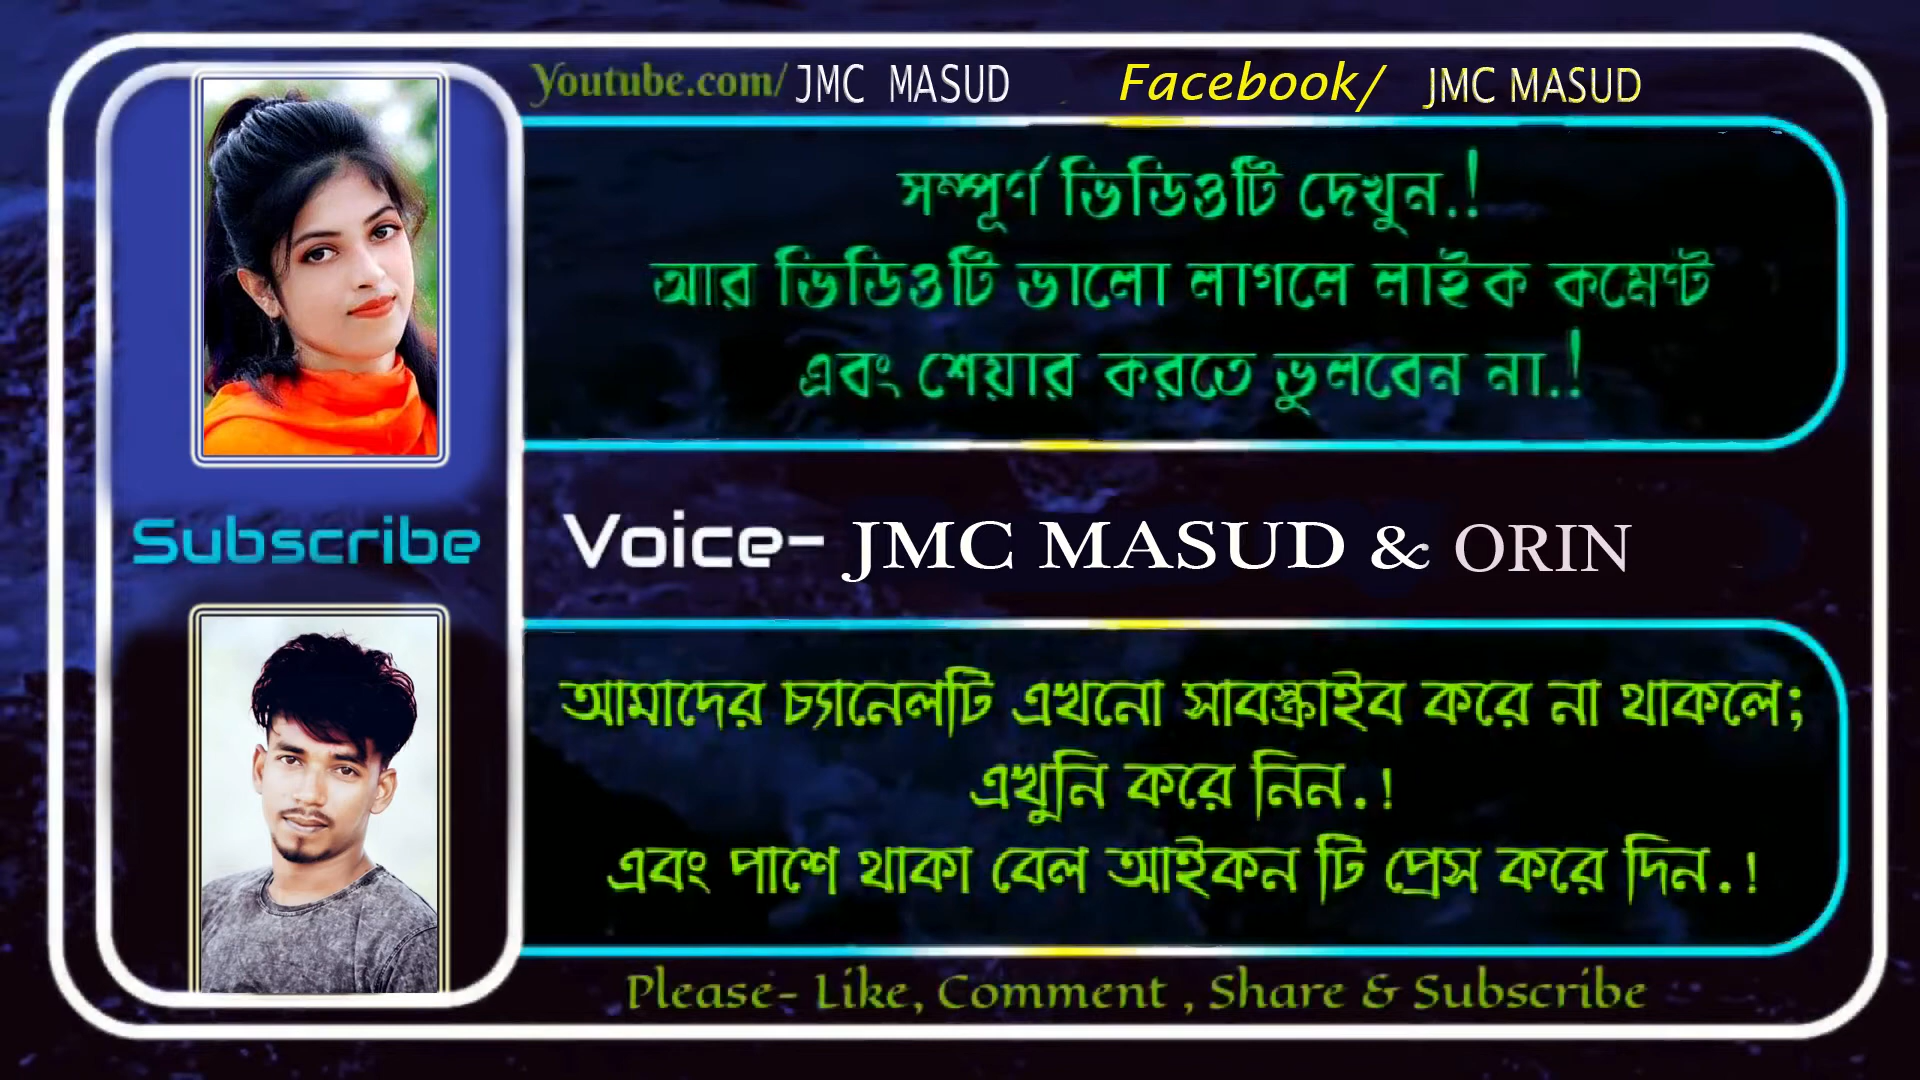 Youtube.com/ JMC MASUD Facebook/ JMC MASUD
সম্পূর্ণ ভিডিওটি দেখুন.!
আর ভিডিওটি ভালো লাগলে লাইক কমেণ্ট
এবং শেয়ার করতে ভুলবেন না.!
Subscribe
Voice- JMC MASUD & ORIN
আমাদের চ্যানেলটি এখনো সাবস্ক্রাইব করে না থাকলে;
এখুনি করে নিন.!
এবং পাশে থাকা বেল আইকন টি প্রেস করে দিন.!
Please- Like, Comment , Share & Subscribe